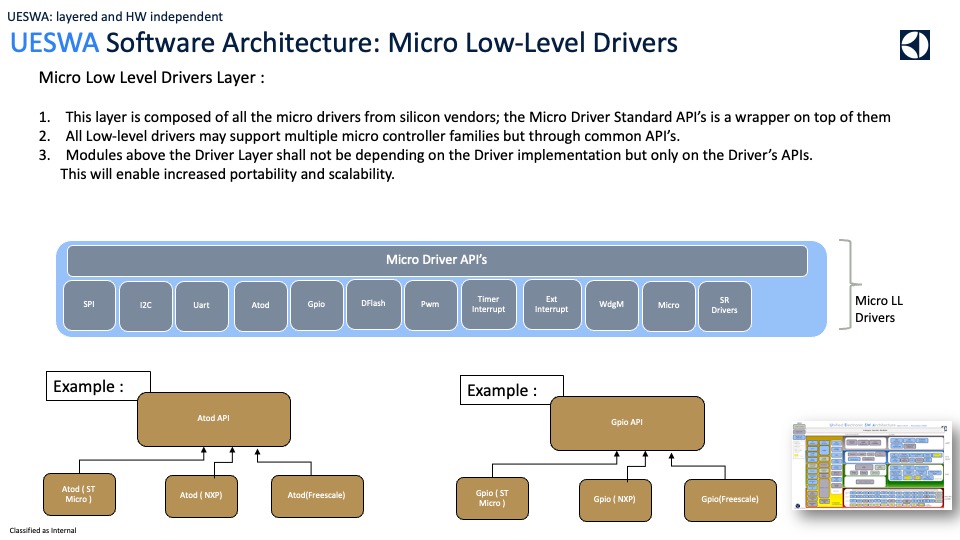 UESWA: layered and HW independent
UESWA Software Architecture: Micro Low-Level Drivers
Micro Low Level Drivers Layer :
1. This layer is composed of all the micro drivers from silicon vendors; the Micro Driver Standard API's is a wrapper on top of them
2. All Low-level drivers may support multiple micro controller families but through common API's.
3. Modules above the Driver Layer shall not be depending on the Driver implementation but only on the Driver's APIs.
This will enable increased portability and scalability.
Micro Driver API's
SPI
I2C
Uart
Atod
Gpio
DFlash
Pwm
Timer
Interrupt
Ext
Interrupt
WdgM
Micro
SR
Drivers
Micro LL
Drivers
Example :
Atod API
Atod ( ST
Micro )
Atod ( NXP)
Atod(Freescale)
Example :
Gpio API
Gpio ( ST
Micro )
Gpio ( NXP)
Gpio(Freescale)
Classified as Internal